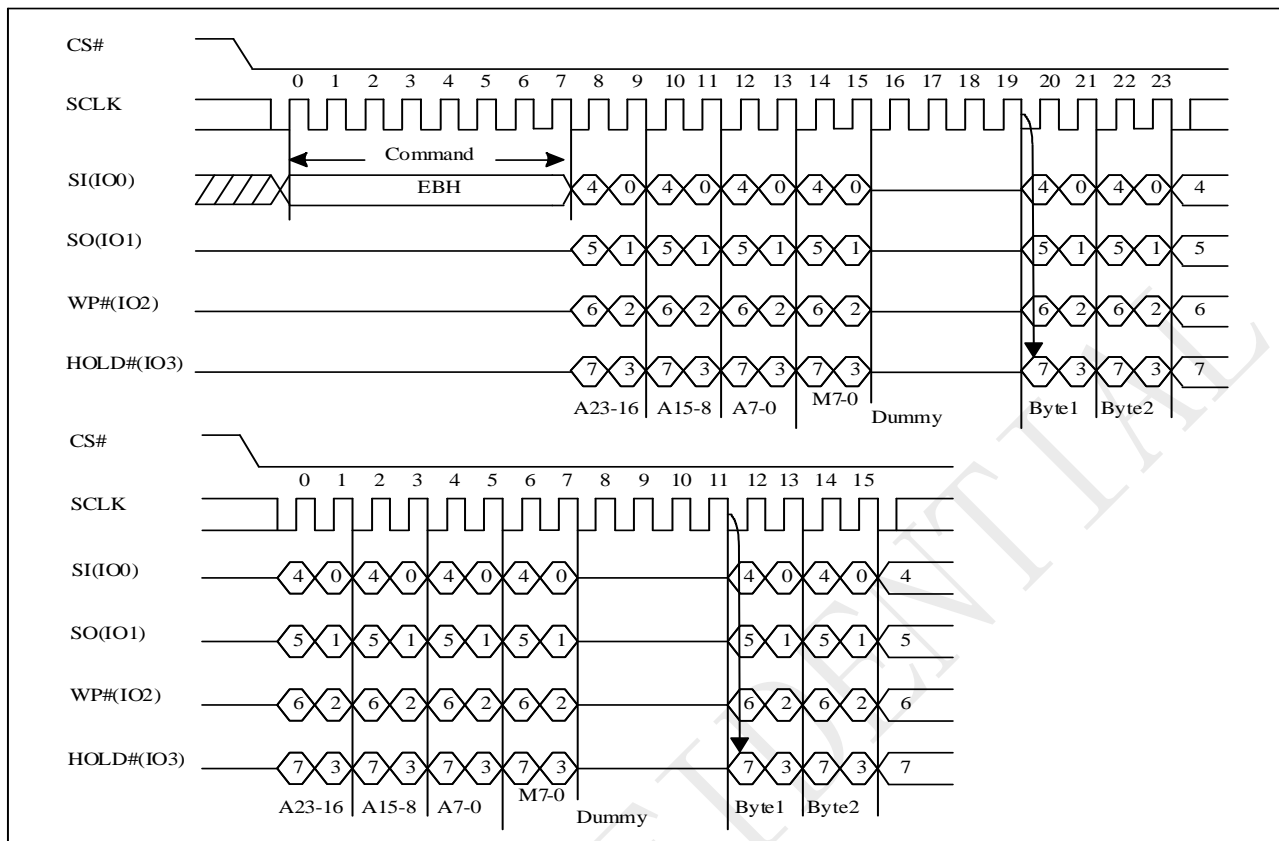 CS#
0 1 2 3 4 5 6 7 8 9 10 11 12 13 14 15 16 17 18 19 20 21 22 23
SCLK
Command
SI(IO0) EBH 4 0 4 0 4 0 4 0 4 0 4 0 4
SO(IO1) 5 1 5 1 5 1 5 1 5 1 5 1 5
WP#(IO2) 6 2 6 2 6 2 6 2 6 2 6 2 6
HOLD#(IO3) 7 3 7 3 7 3 7 3 7 3 7 3 7
A23-16 A15-8 A7-0 M7-0 Dummy Byte1 Byte2
CS#
0 1 2 3 4 5 6 7 8 9 10 11 12 13 14 15
SCLK
SI(IO0) 4 0 4 0 4 0 4 0 4 0 4 0 4
SO(IO1) 5 1 5 1 5 1 5 1 5 1 5 1 5
WP#(IO2) 6 2 6 2 6 2 6 2 6 2 6 2 6
HOLD#(IO3) 7 3 7 3 7 3 7 3 7 3 7 3 7
A23-16 A15-8 A7-0 M7-0 Dummy Byte1 Byte2
IDENTIAL